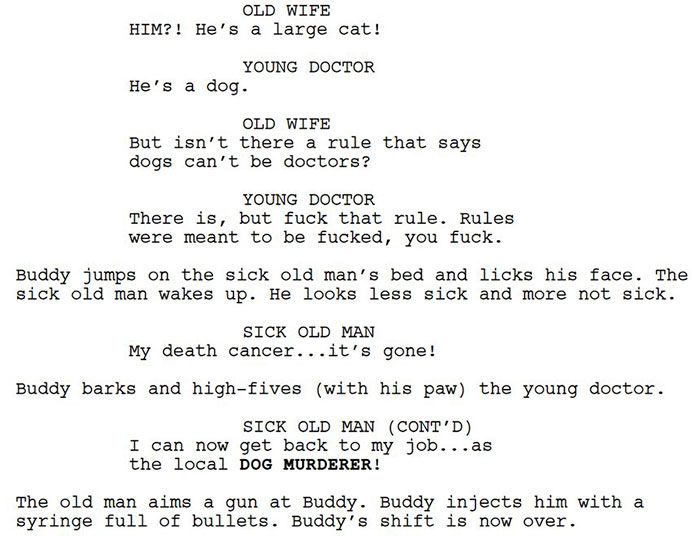 OLD WIFE
HIM?! He's a large cat!
YOUNG DOCTOR
He's a dog.
OLD WIFE
But isn't there a rule that says
dogs can't be doctors?
YOUNG DOCTOR
There is, but fuck that rule. Rules
were meant to be fucked, you fuck.
Buddy jumps on the sick old man's bed and licks his face. The
sick old man wakes up. He looks less sick and more not sick.
SICK OLD MAN
My death cancer...it's gone!
Buddy barks and high-fives (with his paw) the young doctor.
SICK OLD MAN (CONT'D)
I can now get back to my job...as
the local DOG MURDERER!
The old man aims a gun at Buddy. Buddy injects him with a
syringe full of bullets. Buddy's shift is now over.